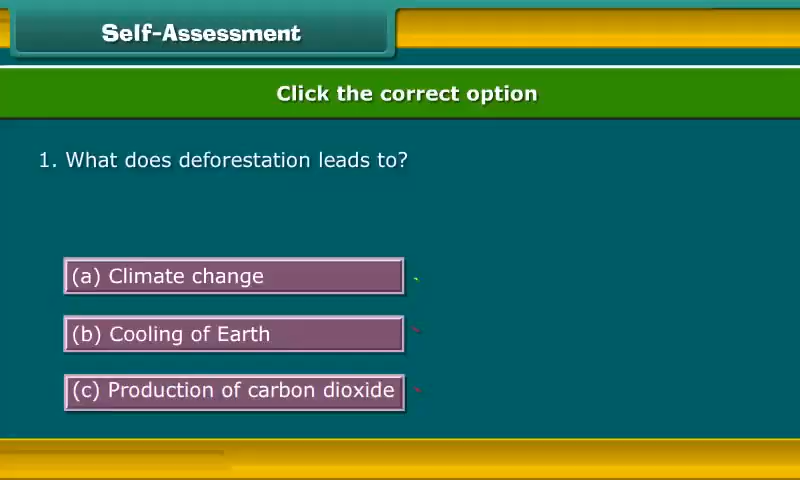 Self-Assessment
Click the correct option
1. What does deforestation leads to?
(a) Climate change
(b) Cooling of Earth
(c) Production of carbon dioxide